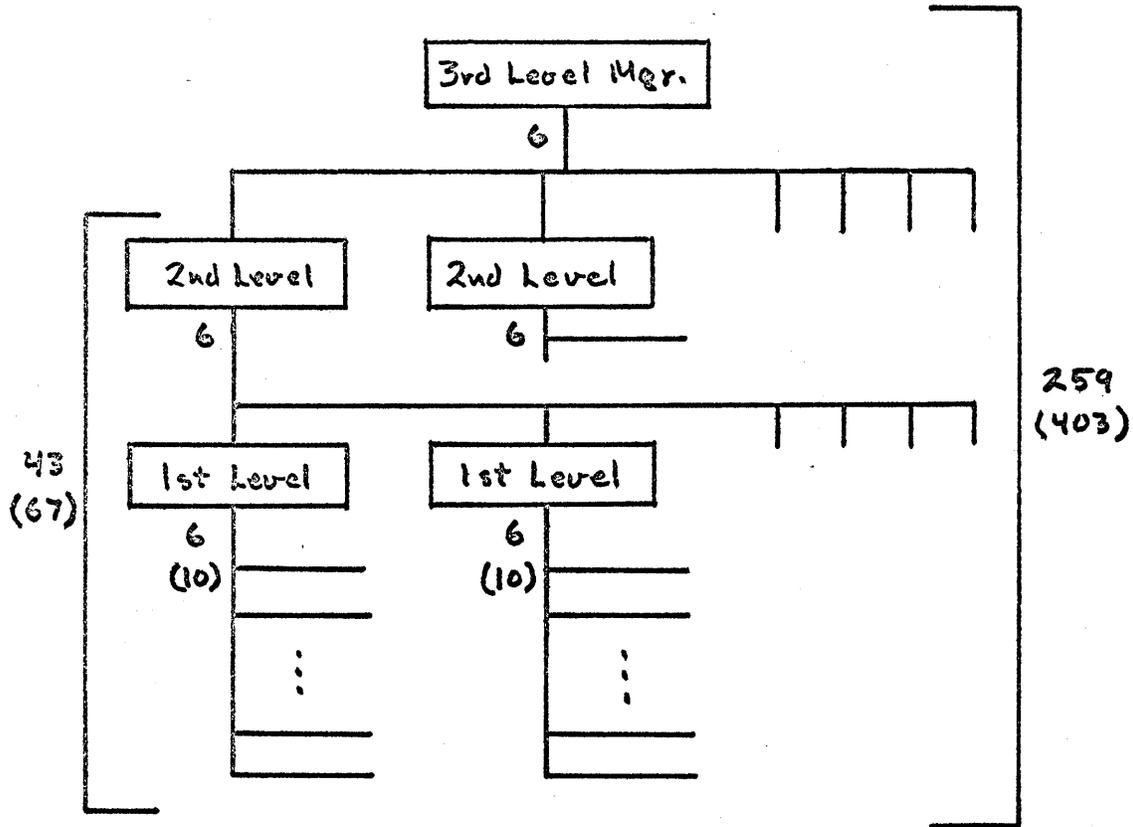 3rd Level Mgr.
6
2nd Level
2nd Level
6
6
259
(403)
43
(67)
1st Level
1st Level
6
(10)
6
(10)